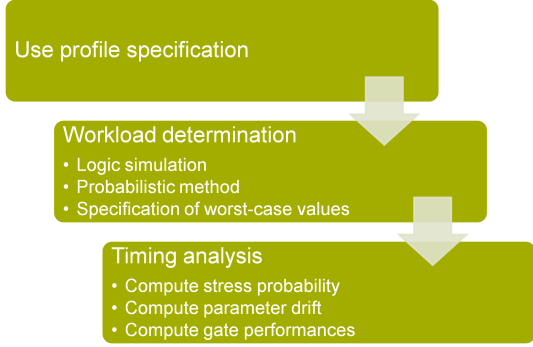 Use profile specification
Workload determination
• Logic simulation
• Probabilistic method
• Specification of worst-case values
Timing analysis
• Compute stress probability
• Compute parameter drift
• Compute gate performances